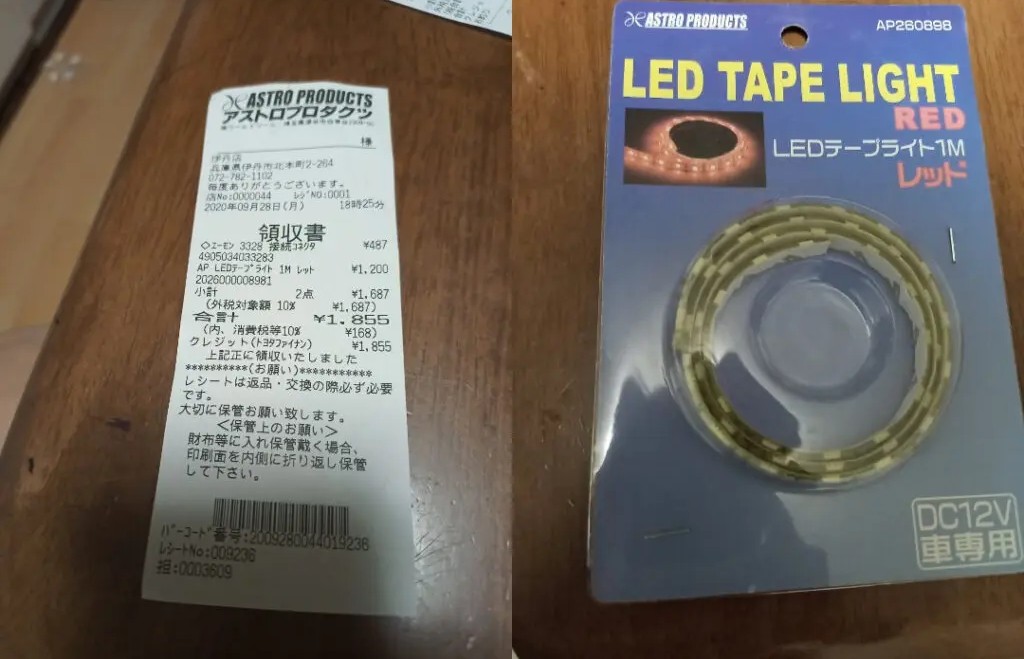 ASTRO PRODUCTS
アストロプロダクツ
様
伊丹店
兵庫県伊丹市北本町2-264
072-782-1102
毎度ありがとうございます。
店No:0000044 レジNO:0001
2020年09月28日(月) 18時25分
領収書
◇エーモン 3328 接続コネクタ ¥487
4905034033283
AP LEDテープライト 1M レット ¥1,200
2026000008981
小計 2点 ¥1,687
(外税対象額 10% ¥1,687)
合計 ¥1,855
(内、消費税等10% ¥168)
クレジット(トヨタファイナン) ¥1,855
上記正に領収いたしました
**********(お願い)***********
レシートは返品・交換の際必ず必要
です。
大切に保管お願い致します。
<保管上のお願い>
財布等に入れ保管戴く場合、
印刷面を内側に折り返し保管
して下さい。
バーコード番号:2009280044019236
レシートNo:009236
担:0003609
ASTRO PRODUCTS
AP260898
LED TAPE LIGHT
RED
LEDテープライト1M
レッド
DC12V
車専用